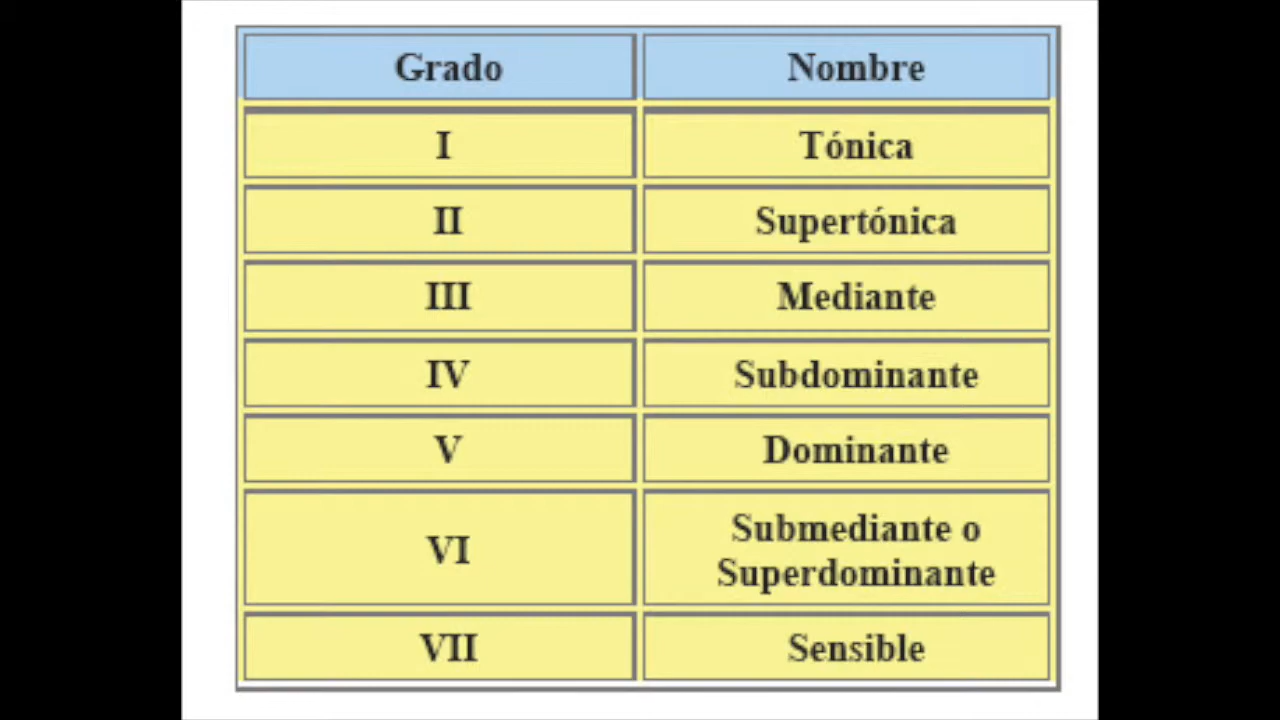 Grado Nombre
I Tónica
II Supertónica
III Mediante
IV Subdominante
V Dominante
VI Submediante o
Superdominante
VII Sensible